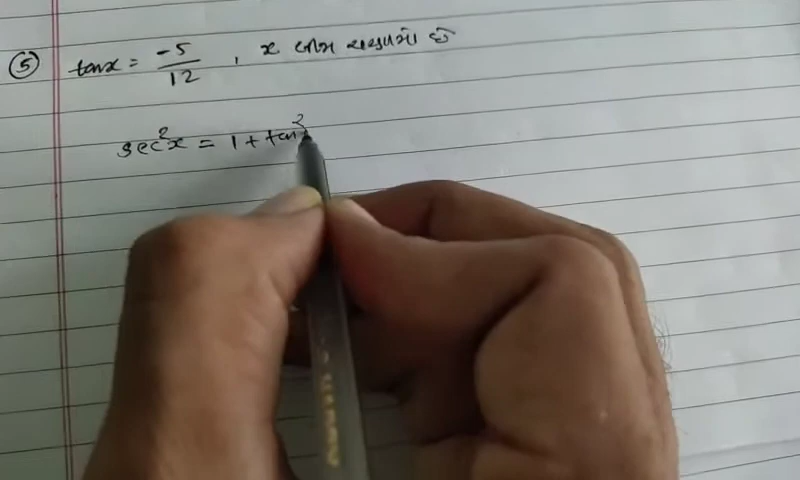 ⑤ tanx = -5/12 , x બીજા ચરણમાં છે
sec²x = 1 + tan²